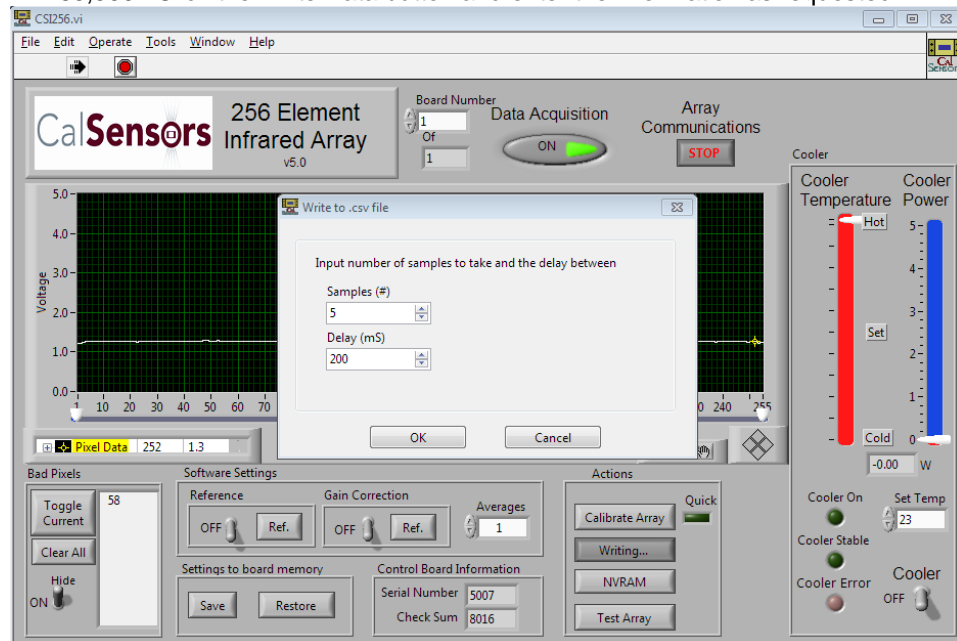 CSI256.vi
File Edit Operate Tools Window Help
CalSensors
256 Element
Infrared Array
v5.0
Board Number
1
Of
1
Data Acquisition
ON
Array
Communications
STOP
Cal
Sensor
Cooler
Cooler
Temperature
Cooler
Power
Hot
Set
Cold
5
4
3
2
1
0
-0.00 W
Cooler On
Set Temp
23
Cooler Stable
Cooler Error
Cooler
OFF
Voltage
5.0
4.0
3.0
2.0
1.0
0.0
1 10 20 30 40 50 60 70
0 240 255
Write to .csv file
Input number of samples to take and the delay between
Samples (#)
5
Delay (mS)
200
OK Cancel
Pixel Data 252 1.3
Bad Pixels
Toggle
Current
58
Clear All
Hide
ON
Software Settings
Reference
OFF Ref.
Gain Correction
OFF Ref.
Averages
1
Settings to board memory
Save Restore
Control Board Information
Serial Number 5007
Check Sum 8016
Actions
Quick
Calibrate Array
Writing...
NVRAM
Test Array